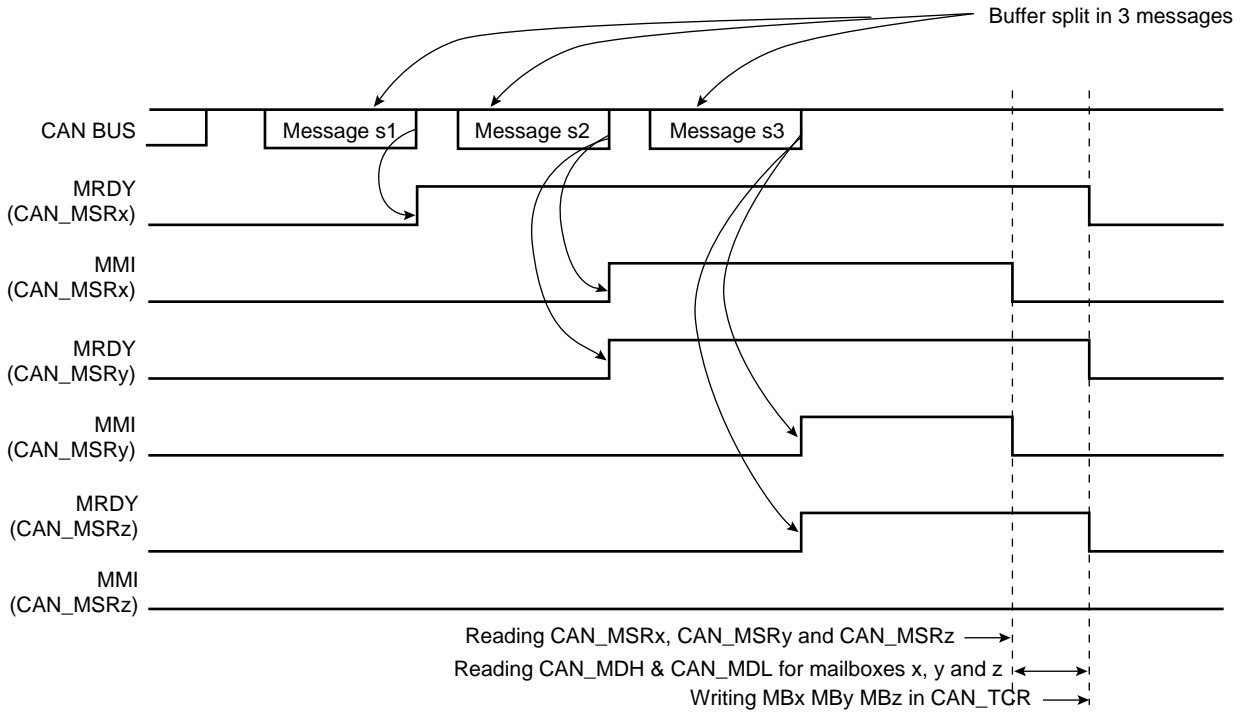 Buffer split in 3 messages
CAN BUS
Message s1
Message s2
Message s3
MRDY
(CAN_MSRx)
MMI
(CAN_MSRx)
MRDY
(CAN_MSRy)
MMI
(CAN_MSRy)
MRDY
(CAN_MSRz)
MMI
(CAN_MSRz)
Reading CAN_MSRx, CAN_MSRy and CAN_MSRz
Reading CAN_MDH & CAN_MDL for mailboxes x, y and z
Writing MBx MBy MBz in CAN_TCR